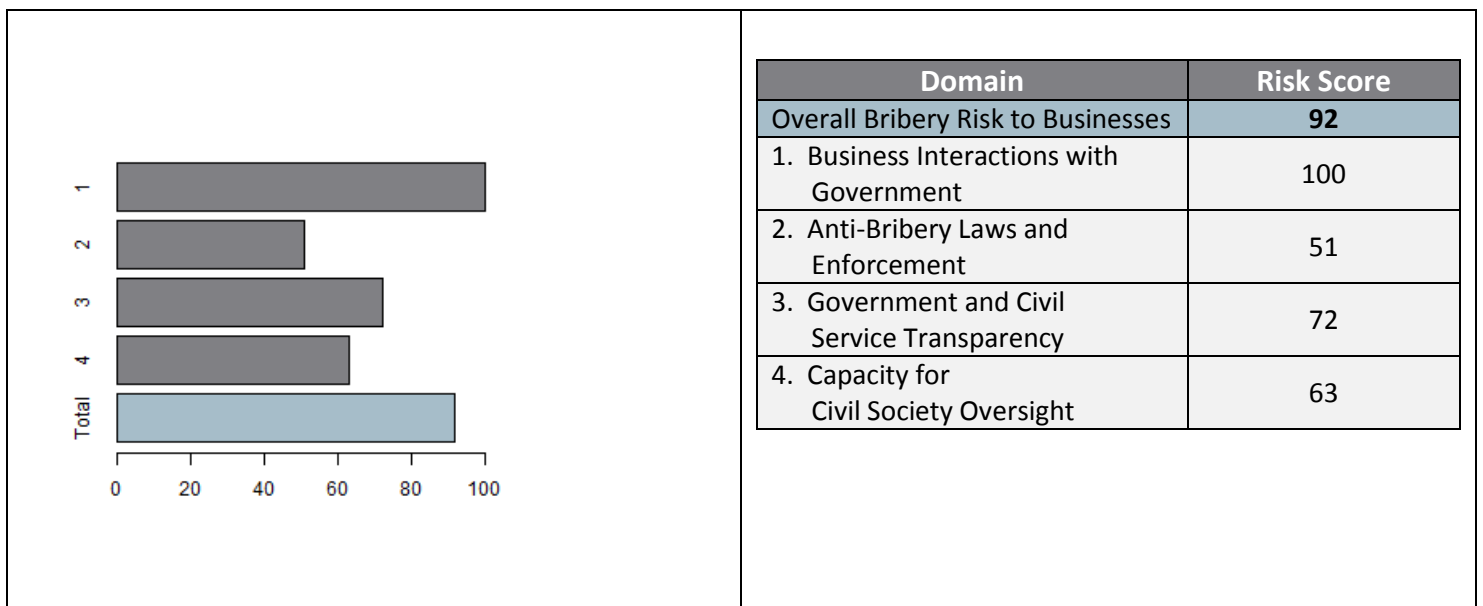 1
2
3
4
Total
0 20 40 60 80 100
Domain Risk Score
Overall Bribery Risk to Businesses 92
1. Business Interactions with
Government
100
2. Anti-Bribery Laws and
Enforcement
51
3. Government and Civil
Service Transparency
72
4. Capacity for
Civil Society Oversight
63